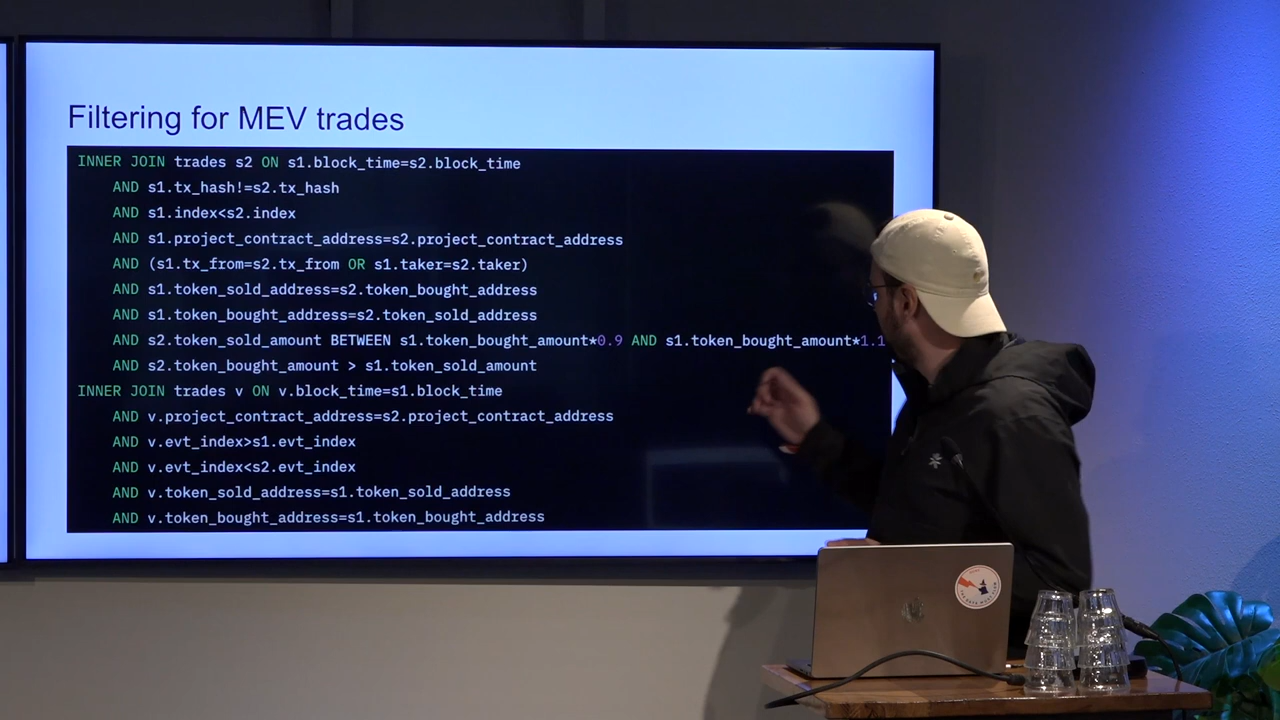 Filtering for MEV trades
INNER JOIN trades s2 ON s1.block_time=s2.block_time
AND s1.tx_hash!=s2.tx_hash
AND s1.index<s2.index
AND s1.project_contract_address=s2.project_contract_address
AND (s1.tx_from=s2.tx_from OR s1.taker=s2.taker)
AND s1.token_sold_address=s2.token_bought_address
AND s1.token_bought_address=s2.token_sold_address
AND s2.token_sold_amount BETWEEN s1.token_bought_amount*0.9 AND s1.token_bought_amount*1.1
AND s2.token_bought_amount > s1.token_sold_amount
INNER JOIN trades v ON v.block_time=s1.block_time
AND v.project_contract_address=s2.project_contract_address
AND v.evt_index>s1.evt_index
AND v.evt_index<s2.evt_index
AND v.token_sold_address=s1.token_sold_address
AND v.token_bought_address=s1.token_bought_address